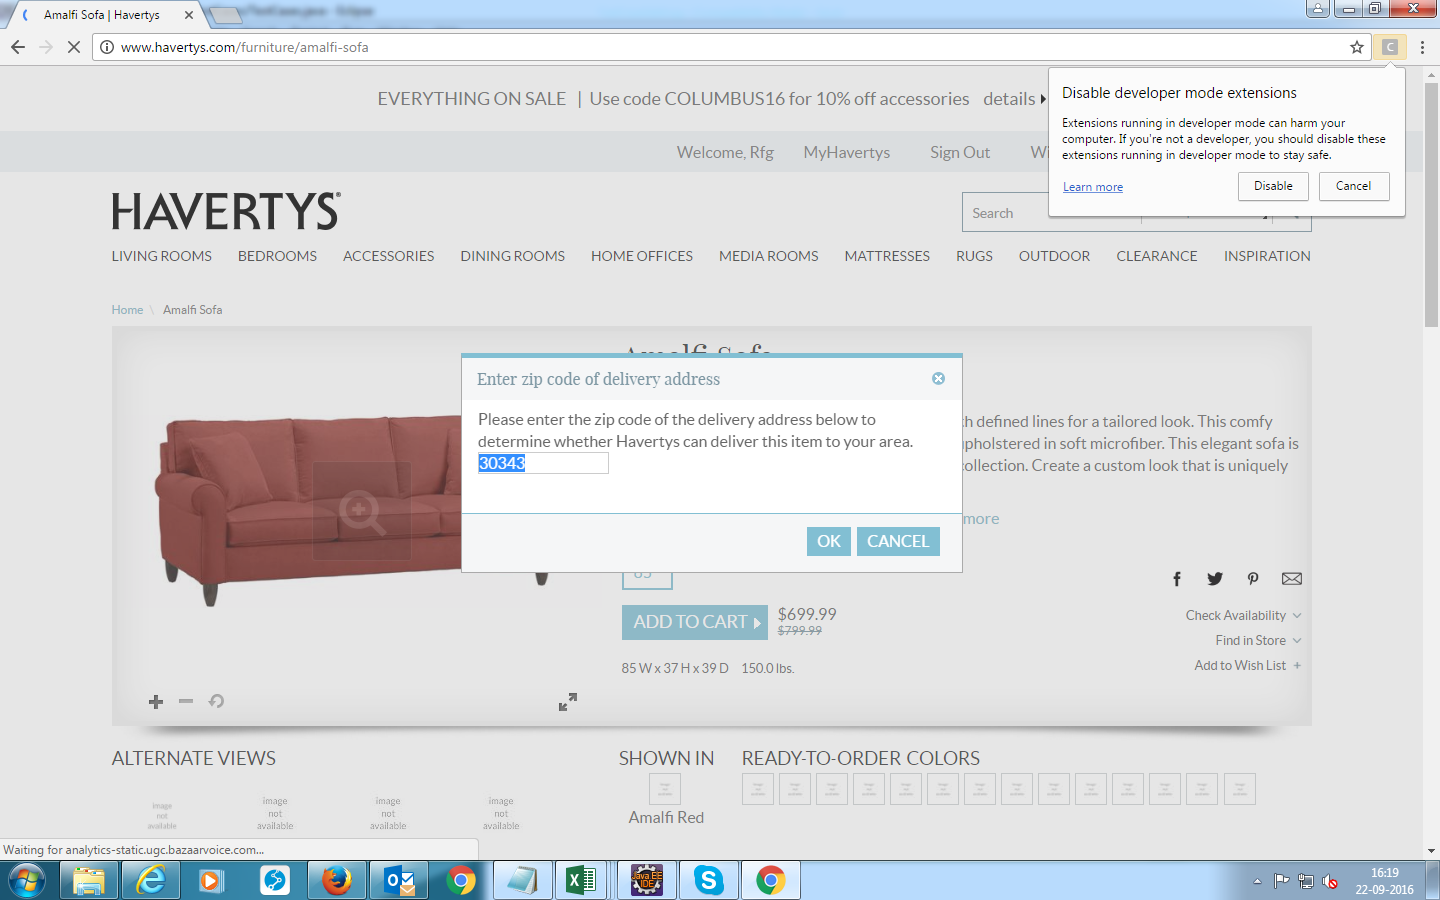 Amalfi Sofa | Havertys
www.havertys.com/furniture/amalfi-sofa
C
EVERYTHING ON SALE | Use code COLUMBUS16 for 10% off accessories details
Disable developer mode extensions
Extensions running in developer mode can harm your
computer. If you're not a developer, you should disable these
extensions running in developer mode to stay safe.
Learn more
Disable
Cancel
Welcome, Rfg MyHavertys Sign Out
HAVERTYS®
Search
LIVING ROOMS BEDROOMS ACCESSORIES DINING ROOMS HOME OFFICES MEDIA ROOMS MATTRESSES RUGS OUTDOOR CLEARANCE INSPIRATION
Home \ Amalfi Sofa
Amalfi Sofa
Enter zip code of delivery address
Please enter the zip code of the delivery address below to
determine whether Havertys can deliver this item to your area.
30343
OK CANCEL
defined lines for a tailored look. This comfy
upholstered in soft microfiber. This elegant sofa is
collection. Create a custom look that is uniquely
more
85
ADD TO CART
$699.99
$799.99
85 W x 37 H x 39 D 150.0 lbs.
Check Availability
Find in Store
Add to Wish List +
ALTERNATE VIEWS
image
not
available
image
not
available
image
not
available
image
not
available
SHOWN IN
Amalfi Red
READY-TO-ORDER COLORS
Waiting for analytics-static.ugc.bazaarvoice.com...
Java EE
IDE
16:19
22-09-2016